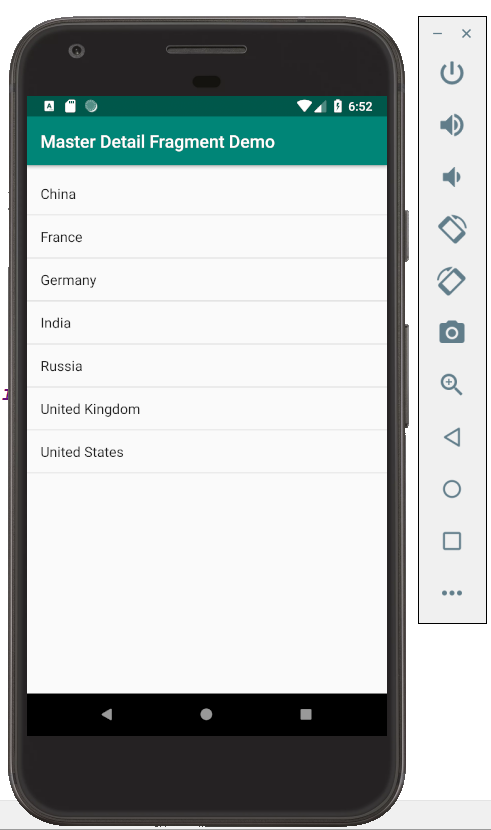 6:52
Master Detail Fragment Demo
China
France
Germany
India
Russia
United Kingdom
United States